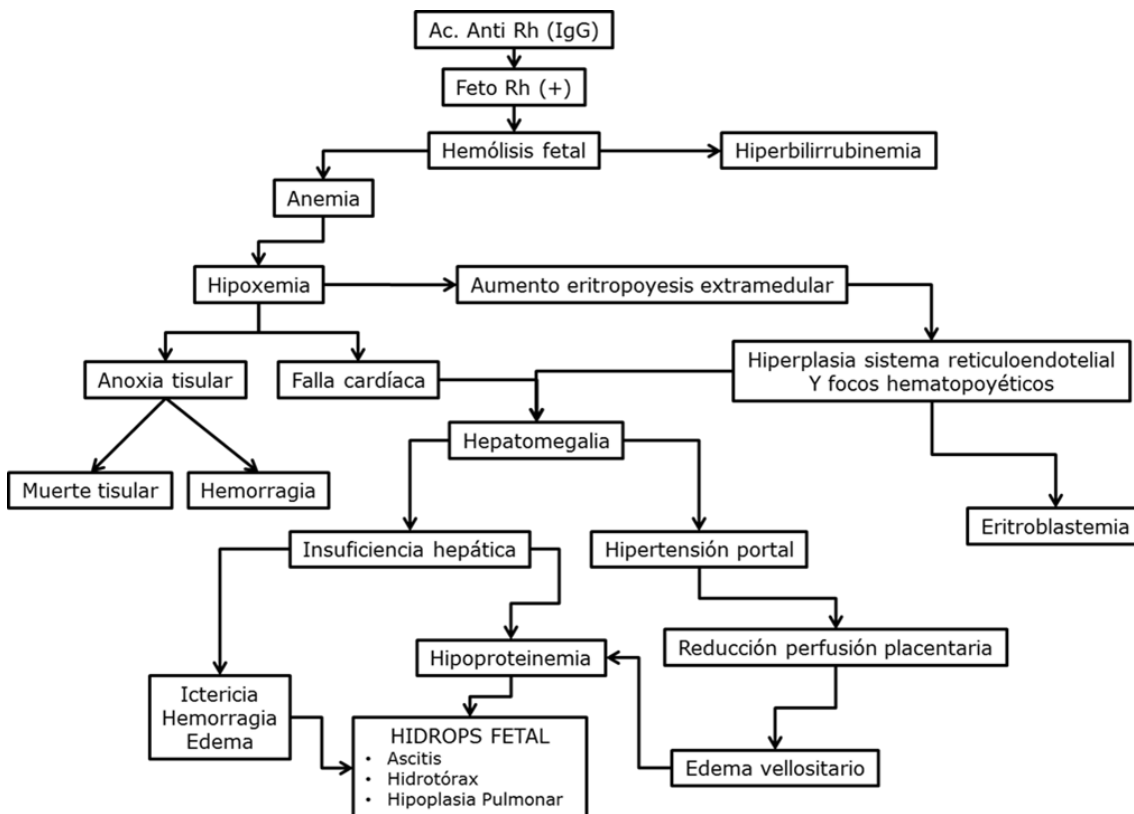 Ac. Anti Rh (IgG)
Feto Rh (+)
Hemólisis fetal
Hiperbilirrubinemia
Anemia
Hipoxemia
Aumento eritropoyesis extramedular
Anoxia tisular
Falla cardíaca
Hiperplasia sistema reticuloendotelial
Y focos hematopoyéticos
Hepatomegalia
Muerte tisular
Hemorragia
Eritroblastemia
Insuficiencia hepática
Hipertensión portal
Hipoproteinemia
Reducción perfusión placentaria
Ictericia
Hemorragia
Edema
HIDROPS FETAL
• Ascitis
• Hidrotórax
• Hipoplasia Pulmonar
Edema vellositario